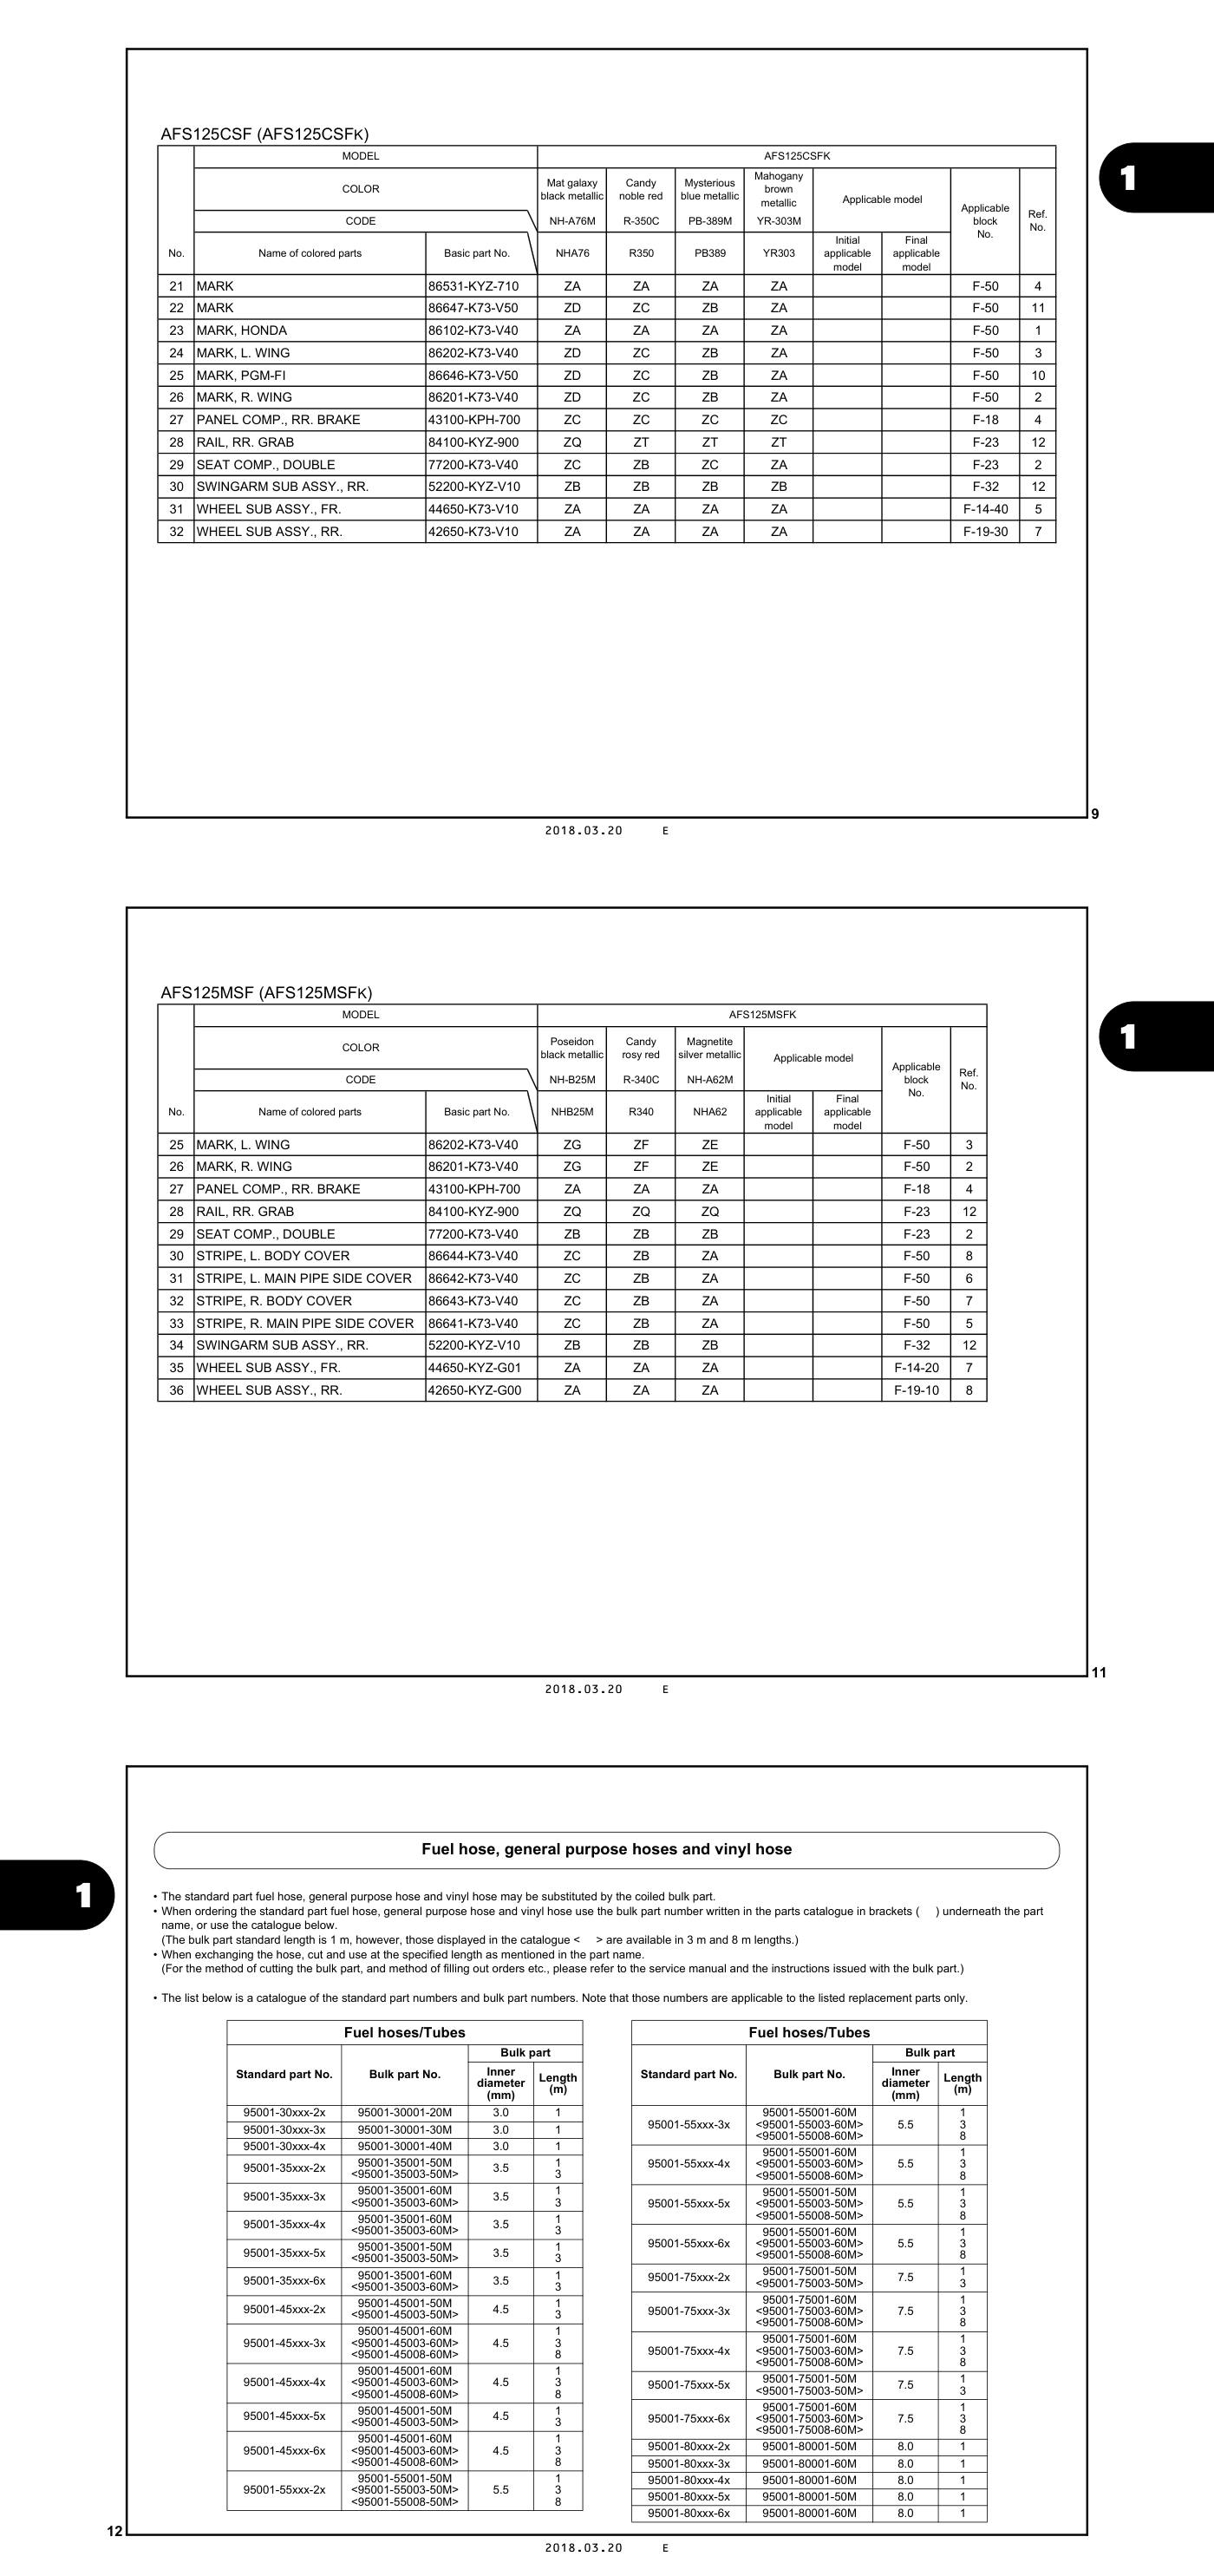 AFS125CSF (AFS125CSFK)
MODEL AFS125CSFK
COLOR Mat galaxy black metallic Candy noble red Mysterious blue metallic Mahogany brown metallic Applicable model Applicable block No. Ref. No.
CODE NH-A76M R-350C PB-389M YR-303M
No. Name of colored parts Basic part No. NHA76 R350 PB389 YR303 Initial applicable model Final applicable model
21 MARK 86531-KYZ-710 ZA ZA ZA ZA F-50 4
22 MARK 86647-K73-V50 ZD ZC ZB ZA F-50 11
23 MARK, HONDA 86102-K73-V40 ZA ZA ZA ZA F-50 1
24 MARK, L. WING 86202-K73-V40 ZD ZC ZB ZA F-50 3
25 MARK, PGM-FI 86646-K73-V50 ZD ZC ZB ZA F-50 10
26 MARK, R. WING 86201-K73-V40 ZD ZC ZB ZA F-50 2
27 PANEL COMP., RR. BRAKE 43100-KPH-700 ZC ZC ZC ZC F-18 4
28 RAIL, RR. GRAB 84100-KYZ-900 ZQ ZT ZT ZT F-23 12
29 SEAT COMP., DOUBLE 77200-K73-V40 ZC ZB ZC ZA F-23 2
30 SWINGARM SUB ASSY., RR. 52200-KYZ-V10 ZB ZB ZB ZB F-32 12
31 WHEEL SUB ASSY., FR. 44650-K73-V10 ZA ZA ZA ZA F-14-40 5
32 WHEEL SUB ASSY., RR. 42650-K73-V10 ZA ZA ZA ZA F-19-30 7
1
9
2018.03.20 E
AFS125MSF (AFS125MSFK)
MODEL AFS125MSFK
COLOR Poseidon black metallic Candy rosy red Magnetite silver metallic Applicable model Applicable block No. Ref. No.
CODE NH-B25M R-340C NH-A62M
No. Name of colored parts Basic part No. NHB25M R340 NHA62 Initial applicable model Final applicable model
25 MARK, L. WING 86202-K73-V40 ZG ZF ZE F-50 3
26 MARK, R. WING 86201-K73-V40 ZG ZF ZE F-50 2
27 PANEL COMP., RR. BRAKE 43100-KPH-700 ZA ZA ZA F-18 4
28 RAIL, RR. GRAB 84100-KYZ-900 ZQ ZQ ZQ F-23 12
29 SEAT COMP., DOUBLE 77200-K73-V40 ZB ZB ZB F-23 2
30 STRIPE, L. BODY COVER 86644-K73-V40 ZC ZB ZA F-50 8
31 STRIPE, L. MAIN PIPE SIDE COVER 86642-K73-V40 ZC ZB ZA F-50 6
32 STRIPE, R. BODY COVER 86643-K73-V40 ZC ZB ZA F-50 7
33 STRIPE, R. MAIN PIPE SIDE COVER 86641-K73-V40 ZC ZB ZA F-50 5
34 SWINGARM SUB ASSY., RR. 52200-KYZ-V10 ZB ZB ZB F-32 12
35 WHEEL SUB ASSY., FR. 44650-KYZ-G01 ZA ZA ZA F-14-20 7
36 WHEEL SUB ASSY., RR. 42650-KYZ-G00 ZA ZA ZA F-19-10 8
1
11
2018.03.20 E
1
Fuel hose, general purpose hoses and vinyl hose
• The standard part fuel hose, general purpose hose and vinyl hose may be substituted by the coiled bulk part.
• When ordering the standard part fuel hose, general purpose hose and vinyl hose use the bulk part number written in the parts catalogue in brackets ( ) underneath the part
name, or use the catalogue below.
(The bulk part standard length is 1 m, however, those displayed in the catalogue < > are available in 3 m and 8 m lengths.)
• When exchanging the hose, cut and use at the specified length as mentioned in the part name.
(For the method of cutting the bulk part, and method of filling out orders etc., please refer to the service manual and the instructions issued with the bulk part.)
• The list below is a catalogue of the standard part numbers and bulk part numbers. Note that those numbers are applicable to the listed replacement parts only.
Fuel hoses/Tubes
Standard part No. Bulk part No. Bulk part
Inner diameter (mm) Length (m)
95001-30xxx-2x 95001-30001-20M 3.0 1
95001-30xxx-3x 95001-30001-30M 3.0 1
95001-30xxx-4x 95001-30001-40M 3.0 1
95001-35xxx-2x 95001-35001-50M 3.5 1
<95001-35003-50M> 3
95001-35xxx-3x 95001-35001-60M 3.5 1
<95001-35003-60M> 3
95001-35xxx-4x 95001-35001-60M 3.5 1
<95001-35003-60M> 3
95001-35xxx-5x 95001-35001-50M 3.5 1
<95001-35003-50M> 3
95001-35xxx-6x 95001-35001-60M 3.5 1
<95001-35003-60M> 3
95001-45xxx-2x 95001-45001-50M 4.5 1
<95001-45003-50M> 3
95001-45xxx-3x 95001-45001-60M 4.5 1
<95001-45003-60M> 3
<95001-45008-60M> 8
95001-45xxx-4x 95001-45001-60M 4.5 1
<95001-45003-60M> 3
<95001-45008-60M> 8
95001-45xxx-5x 95001-45001-50M 4.5 1
<95001-45003-50M> 3
95001-45xxx-6x 95001-45001-60M 4.5 1
<95001-45003-60M> 3
<95001-45008-60M> 8
95001-55xxx-2x 95001-55001-50M 5.5 1
<95001-55003-50M> 3
<95001-55008-50M> 8
Fuel hoses/Tubes
Standard part No. Bulk part No. Bulk part
Inner diameter (mm) Length (m)
95001-55xxx-3x 95001-55001-60M 5.5 1
<95001-55003-60M> 3
<95001-55008-60M> 8
95001-55xxx-4x 95001-55001-60M 5.5 1
<95001-55003-60M> 3
<95001-55008-60M> 8
95001-55xxx-5x 95001-55001-50M 5.5 1
<95001-55003-50M> 3
<95001-55008-50M> 8
95001-55xxx-6x 95001-55001-60M 5.5 1
<95001-55003-60M> 3
<95001-55008-60M> 8
95001-75xxx-2x 95001-75001-50M 7.5 1
<95001-75003-50M> 3
95001-75xxx-3x 95001-75001-60M 7.5 1
<95001-75003-60M> 3
<95001-75008-60M> 8
95001-75xxx-4x 95001-75001-60M 7.5 1
<95001-75003-60M> 3
<95001-75008-60M> 8
95001-75xxx-5x 95001-75001-50M 7.5 1
<95001-75003-50M> 3
95001-75xxx-6x 95001-75001-60M 7.5 1
<95001-75003-60M> 3
<95001-75008-60M> 8
95001-80xxx-2x 95001-80001-50M 8.0 1
95001-80xxx-3x 95001-80001-60M 8.0 1
95001-80xxx-4x 95001-80001-60M 8.0 1
95001-80xxx-5x 95001-80001-50M 8.0 1
95001-80xxx-6x 95001-80001-60M 8.0 1
12
2018.03.20 E